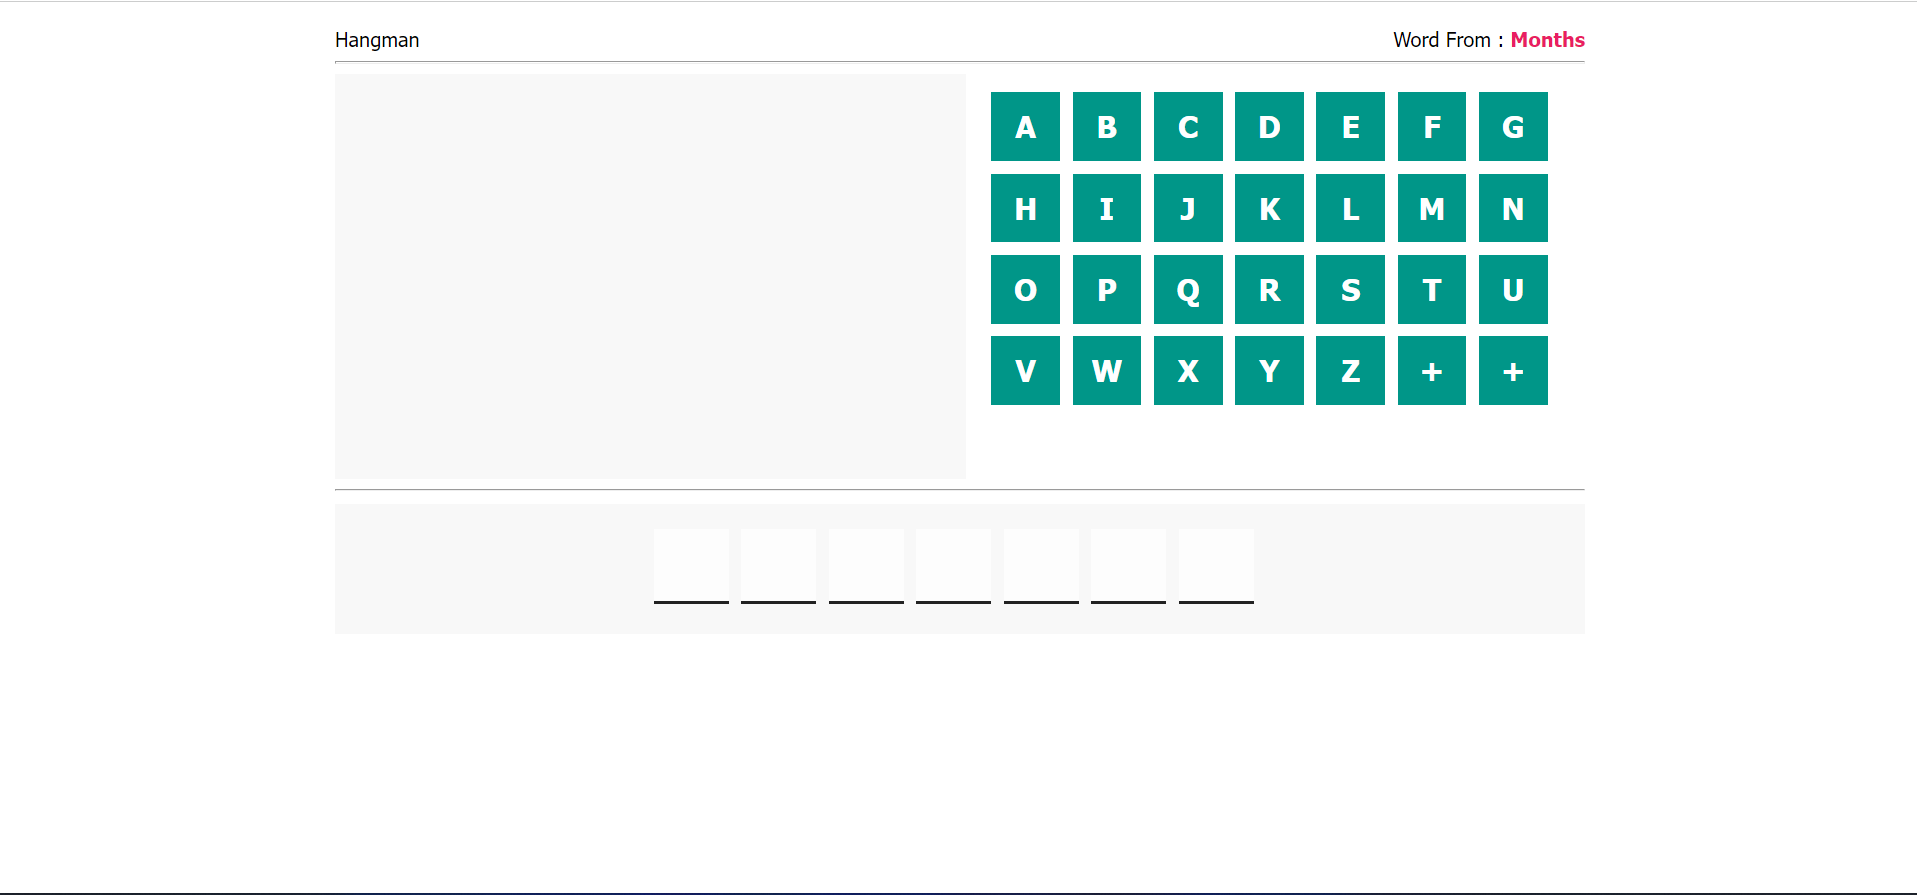 Hangman
Word From : Months
A B C D E F G
H I J K L M N
O P Q R S T U
V W X Y Z + +